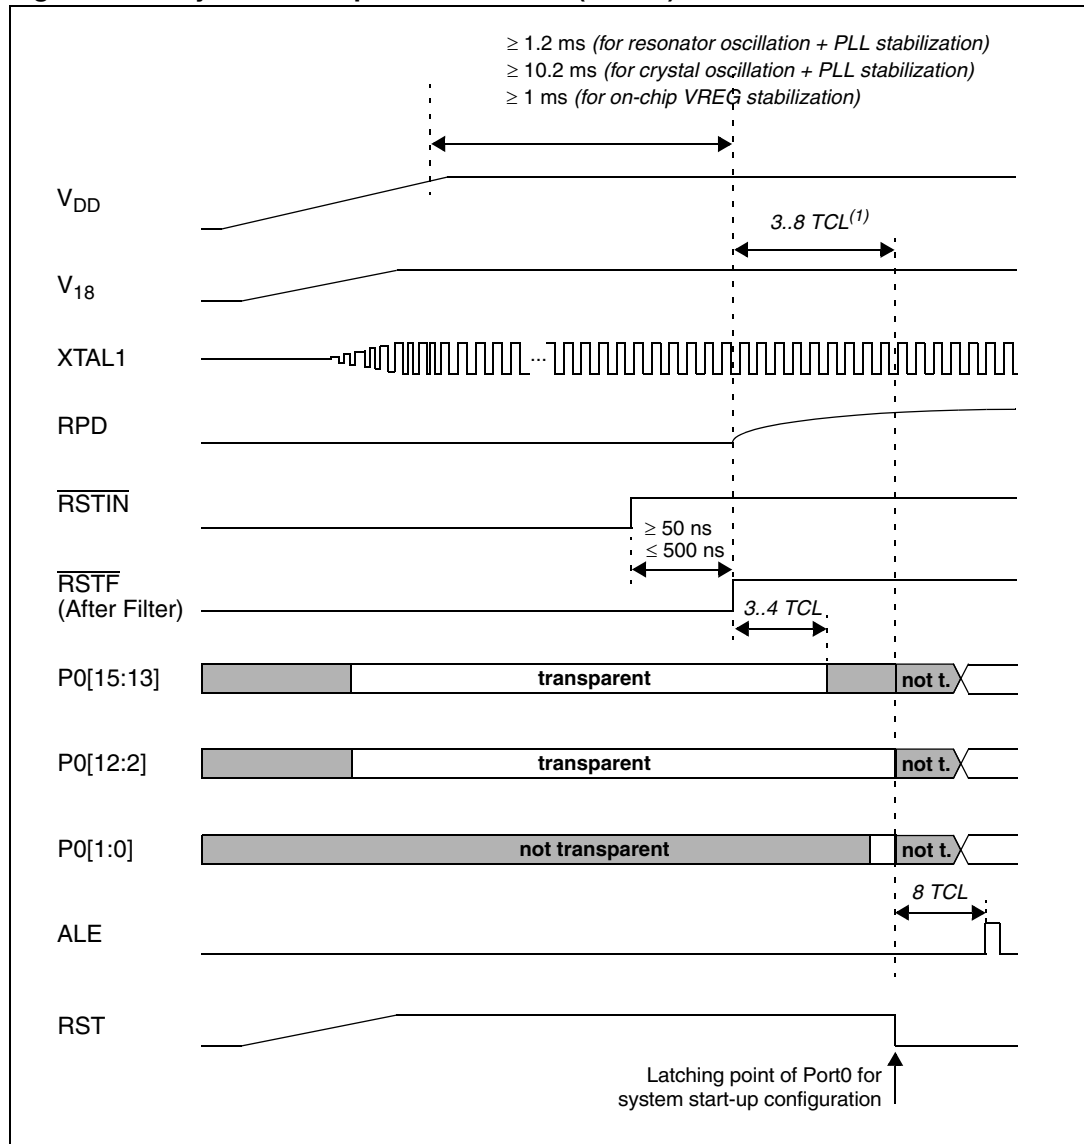 ≥ 1.2 ms (for resonator oscillation + PLL stabilization)
≥ 10.2 ms (for crystal oscillation + PLL stabilization)
≥ 1 ms (for on-chip VREG stabilization)
VDD
3..8 TCL(1)
V18
XTAL1
...
RPD
RSTIN
≥ 50 ns
≤ 500 ns
RSTF
(After Filter)
3..4 TCL
P0[15:13]
transparent
not t.
P0[12:2]
transparent
not t.
P0[1:0]
not transparent
not t.
8 TCL
ALE
RST
Latching point of Port0 for
system start-up configuration